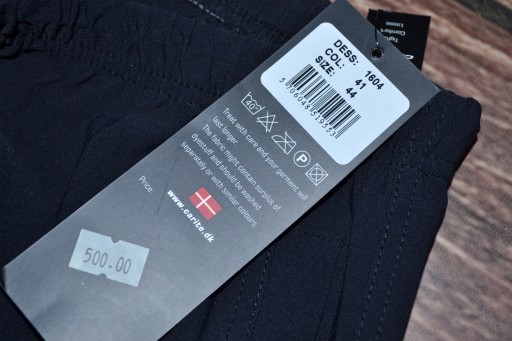 DESS: 1604
COL: 41
SIZE: 44
40°
P
Treat, with care and your garment will
last longer
The fabric might contain surplus of
dyestuff and should be washed
separately or with similar colours.
Price
www.carite.dk
500.00